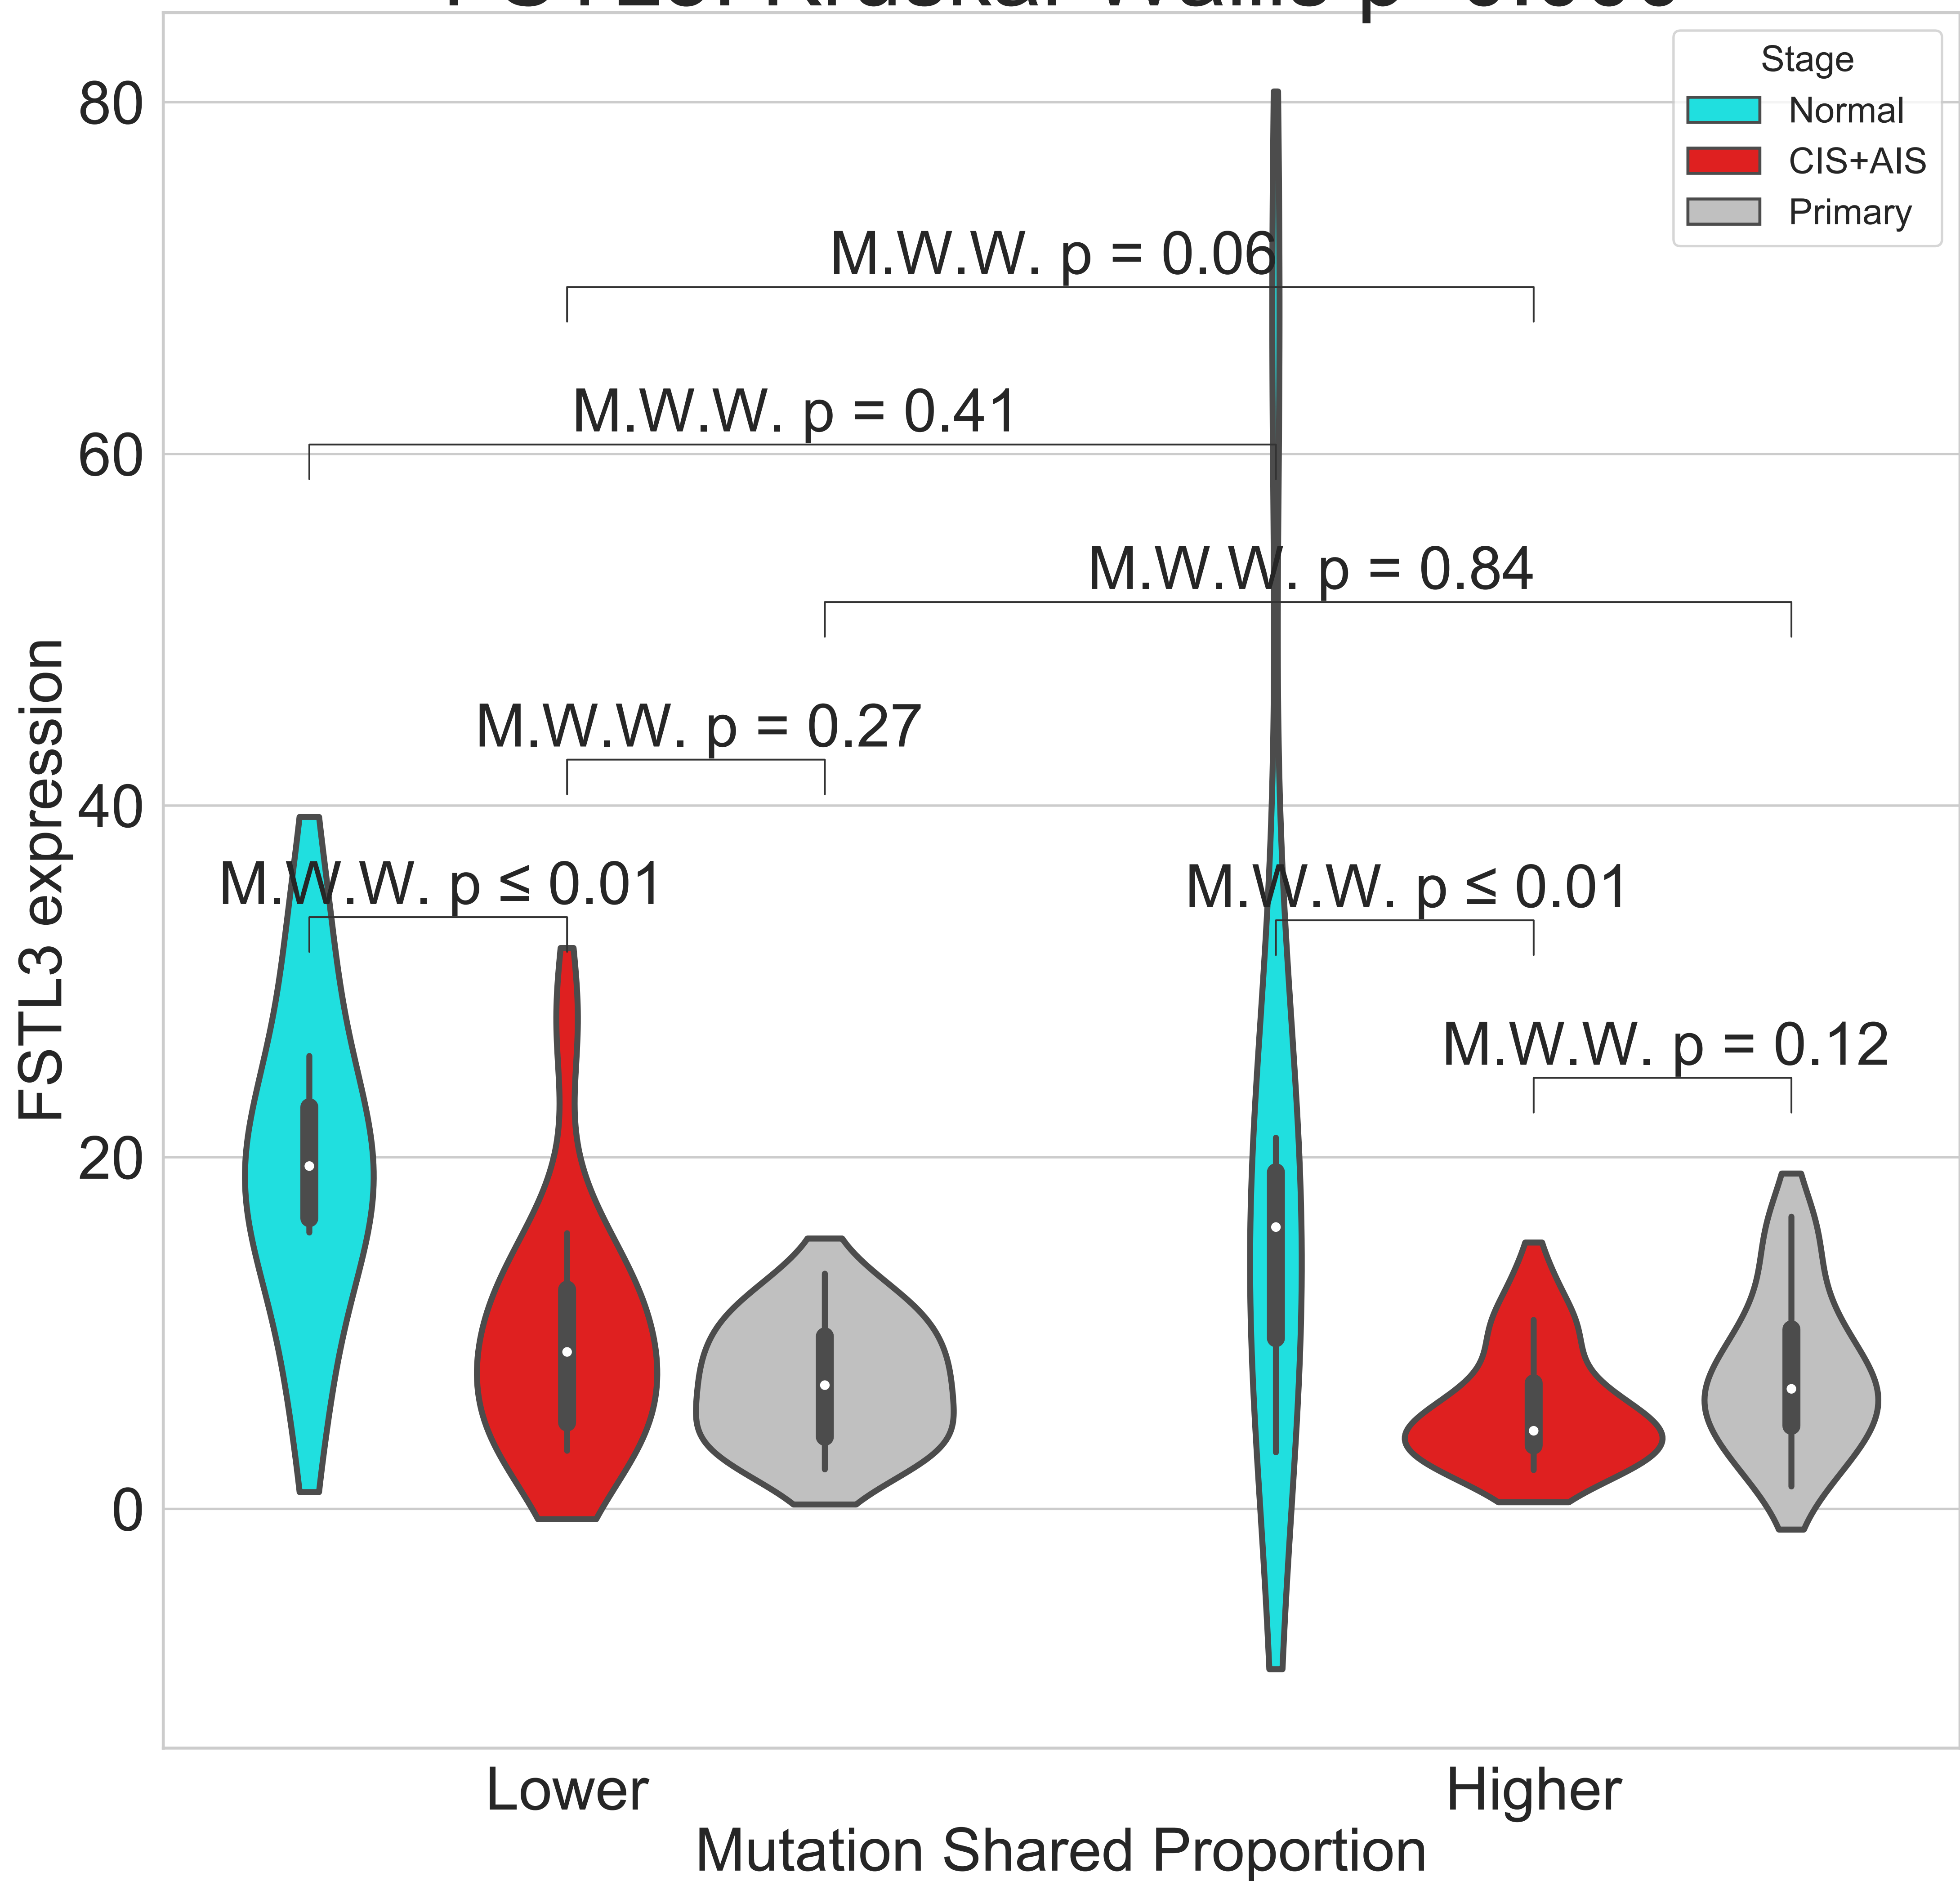 Stage
Normal
CIS+AIS
Primary
80
60
40
20
0
FSTL3 expression
M.W.W. p = 0.06
M.W.W. p = 0.41
M.W.W. p = 0.84
M.W.W. p = 0.27
M.W.W. p ≤ 0.01
M.W.W. p ≤ 0.01
M.W.W. p = 0.12
Lower
Higher
Mutation Shared Proportion